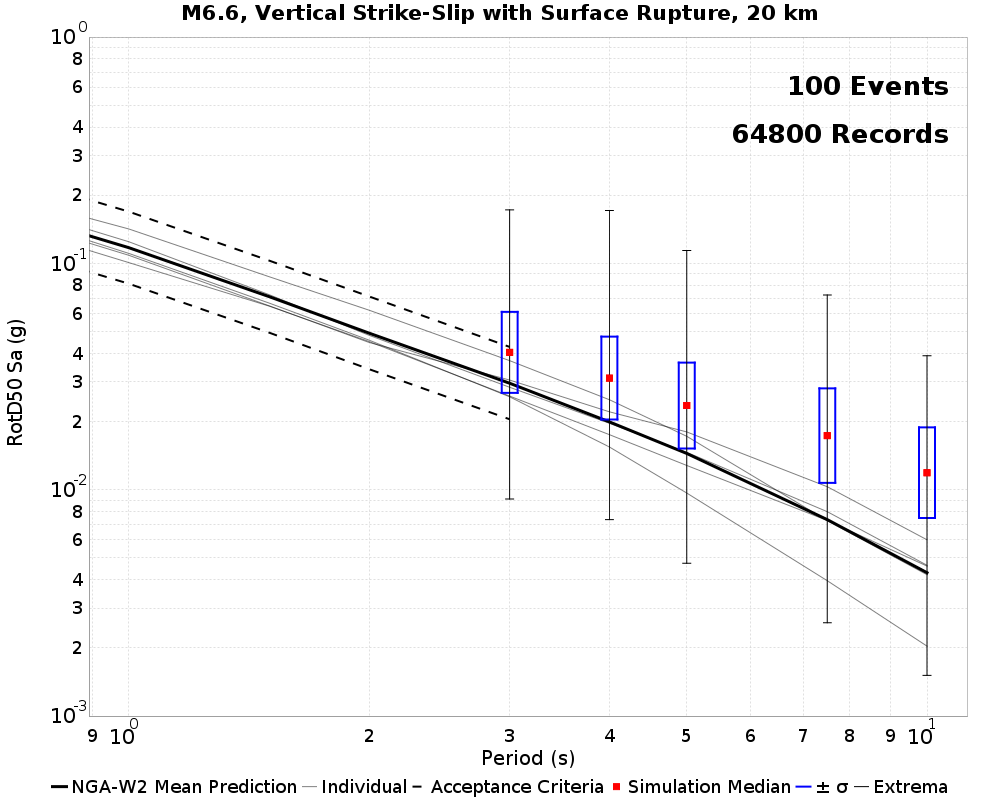 M6.6, Vertical Strike-Slip with Surface Rupture, 20 km
100 Events
64800 Records
RotD50 Sa (g)
10^0
8
6
4
3
2
10^-1
8
6
4
3
2
10^-2
8
6
4
3
2
10^-3
9 10^0 2 3 4 5 6 7 8 9 10^1
Period (s)
NGA-W2 Mean Prediction Individual Acceptance Criteria Simulation Median ± σ Extrema